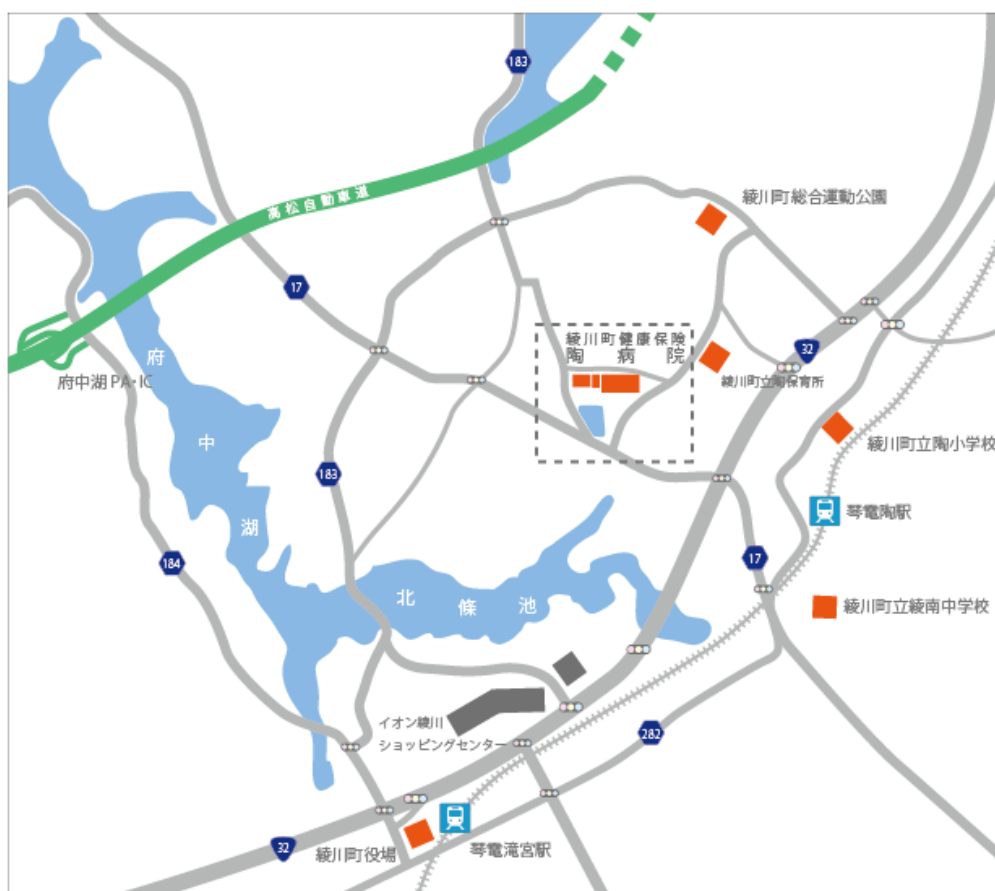 183
綾川町総合運動公園
高松自動車道
17
綾川町健康保険
陶病院
32
府中湖PA・IC
綾川町立陶保育所
府中湖
綾川町立陶小学校
183
琴電陶駅
184
17
北條池
綾川町立綾南中学校
イオン綾川
ショッピングセンター
282
32
綾川町役場
琴電滝宮駅